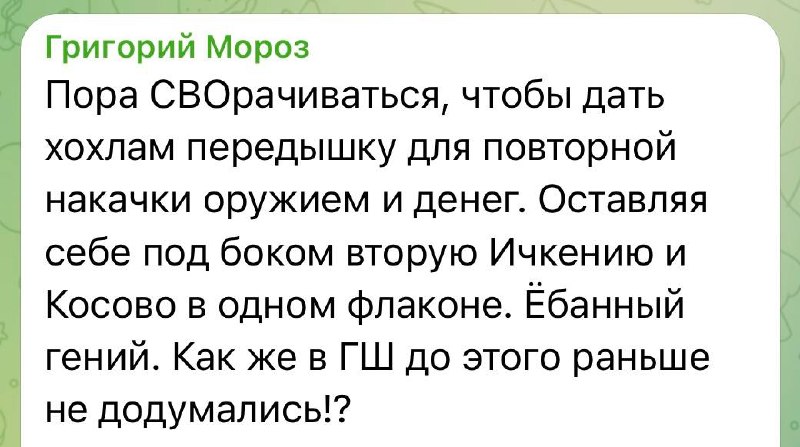 Григорий Мороз
Пора СВОрачиваться, чтобы дать
хохлам передышку для повторной
накачки оружием и денег. Оставляя
себе под боком вторую Ичкению и
Косово в одном флаконе. Ёбанный
гений. Как же в ГШ до этого раньше
не додумались!?